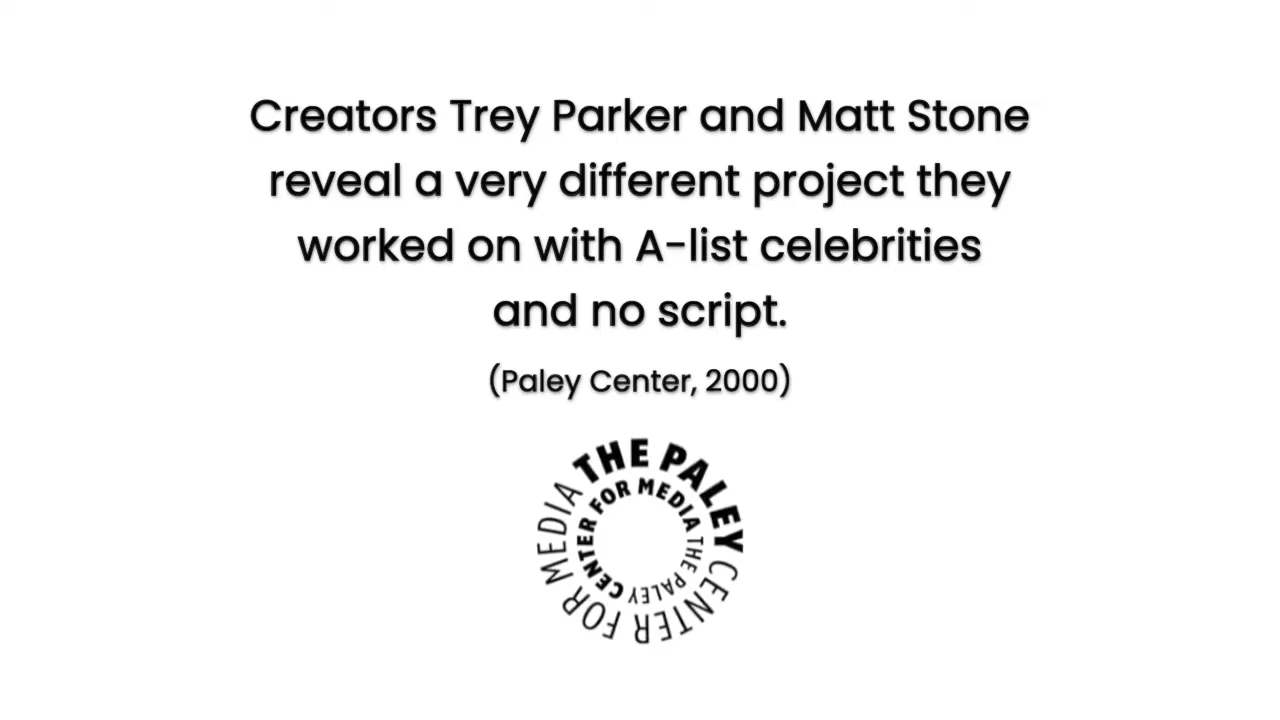 Creators Trey Parker and Matt Stone
reveal a very different project they
worked on with A-list celebrities
and no script.
(Paley Center, 2000)
THE PALEY CENTER FOR MEDIA
THE PALEY CENTER FOR MEDIA